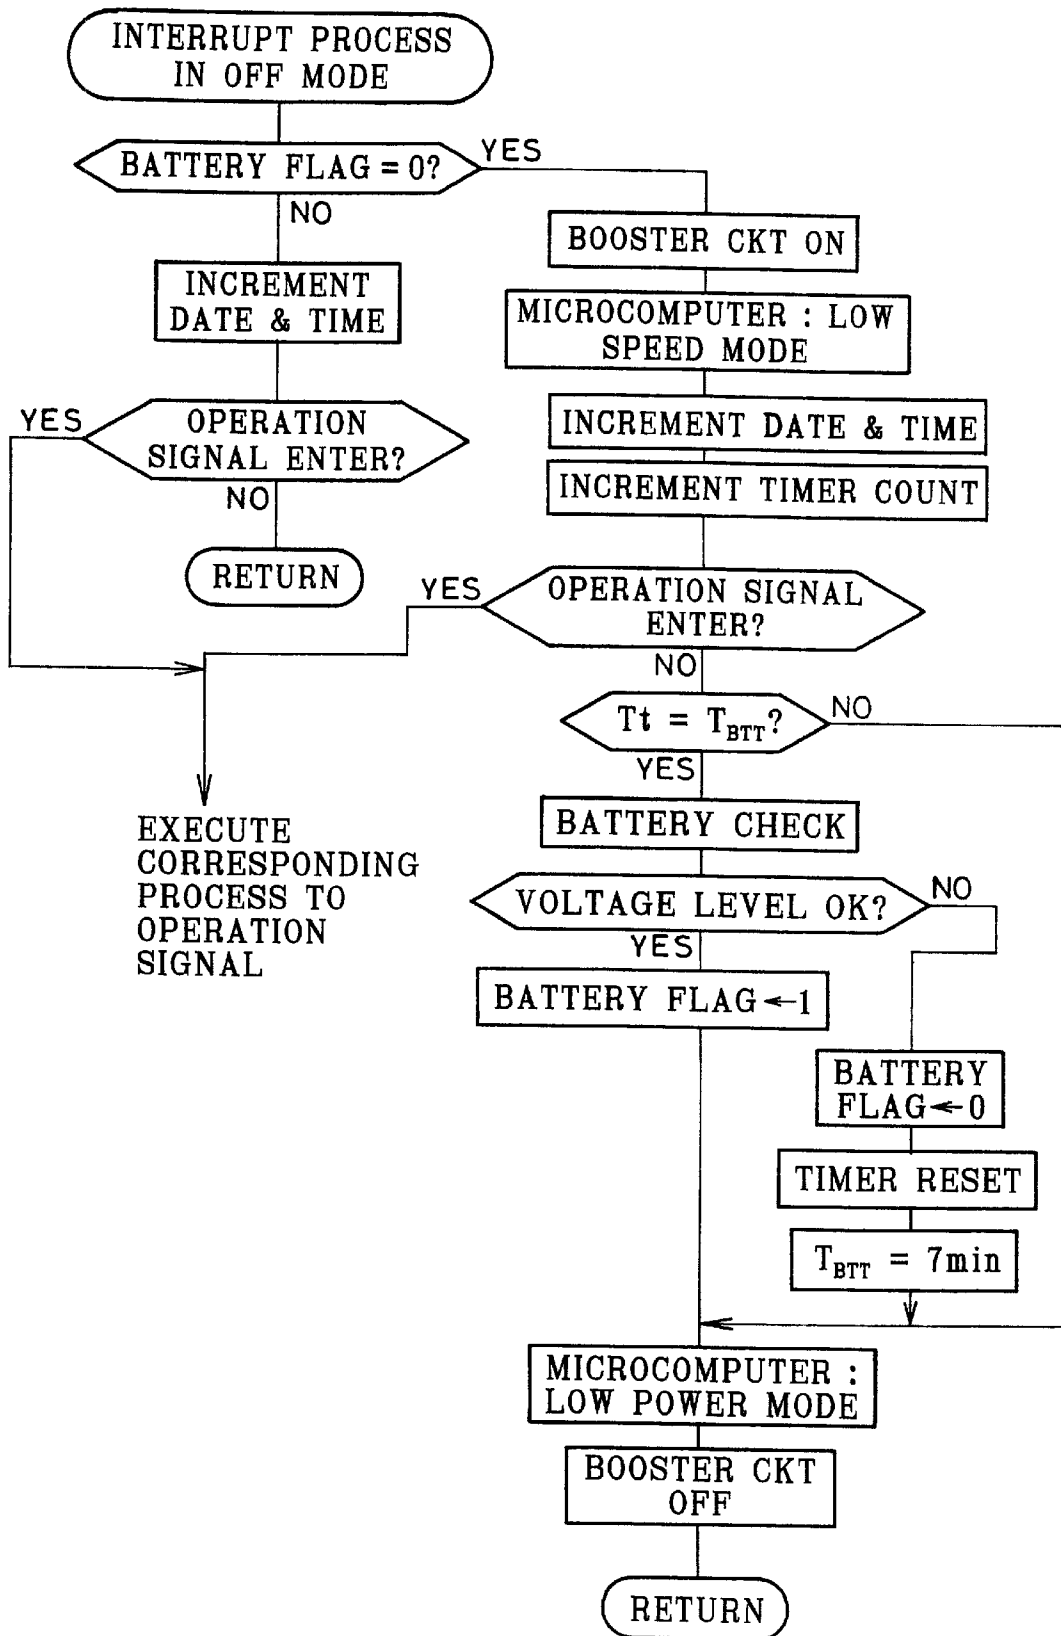 INTERRUPT PROCESS
IN OFF MODE
BATTERY FLAG = 0?
YES
NO
BOOSTER CKT ON
INCREMENT
DATE & TIME
MICROCOMPUTER : LOW
SPEED MODE
YES
OPERATION
SIGNAL ENTER?
NO
RETURN
INCREMENT DATE & TIME
INCREMENT TIMER COUNT
YES
OPERATION SIGNAL
ENTER?
NO
Tt = T_BTT?
NO
YES
EXECUTE
CORRESPONDING
PROCESS TO
OPERATION
SIGNAL
BATTERY CHECK
VOLTAGE LEVEL OK?
NO
YES
BATTERY FLAG←1
BATTERY
FLAG←0
TIMER RESET
T_BTT = 7min
MICROCOMPUTER :
LOW POWER MODE
BOOSTER CKT
OFF
RETURN